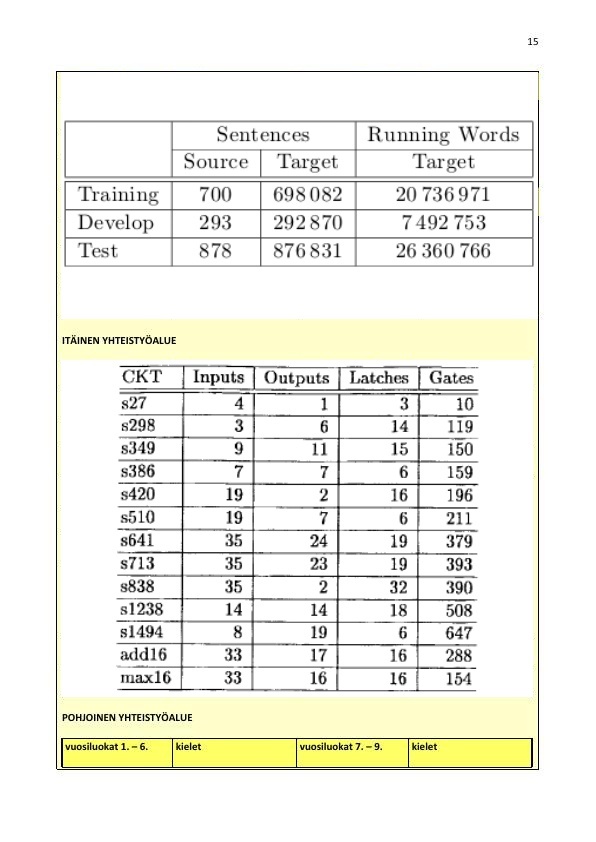 15
Sentences Running Words
Source Target Target
Training 700 698 082 20 736 971
Develop 293 292 870 7 492 753
Test 878 876 831 26 360 766
ITÄINEN YHTEISTYÖALUE
CKT Inputs Outputs Latches Gates
s27 4 1 3 10
s298 3 6 14 119
s349 9 11 15 150
s386 7 7 6 159
s420 19 2 16 196
s510 19 7 6 211
s641 35 24 19 379
s713 35 23 19 393
s838 35 2 32 390
s1238 14 14 18 508
s1494 8 19 6 647
add16 33 17 16 288
max16 33 16 16 154
POHJOINEN YHTEISTYÖALUE
vuosiluokat 1. – 6. kielet vuosiluokat 7. – 9. kielet